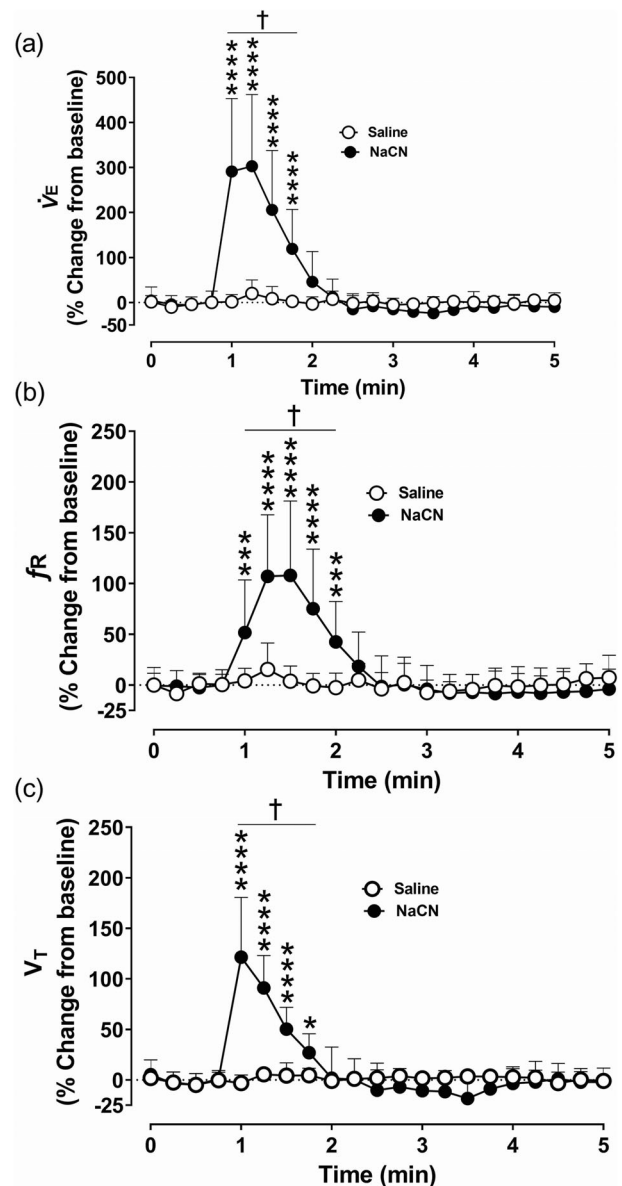 (a)
†
**** **** **** ****
500
400
300
200
100
0
-50
V̇E
(% Change from baseline)
Saline
NaCN
0 1 2 3 4 5
Time (min)
(b)
†
*** **** **** **** ***
250
200
150
100
50
0
-25
fR
(% Change from baseline)
Saline
NaCN
0 1 2 3 4 5
Time (min)
(c)
†
**** **** **** *
250
200
150
100
50
0
-25
VT
(% Change from baseline)
Saline
NaCN
0 1 2 3 4 5
Time (min)